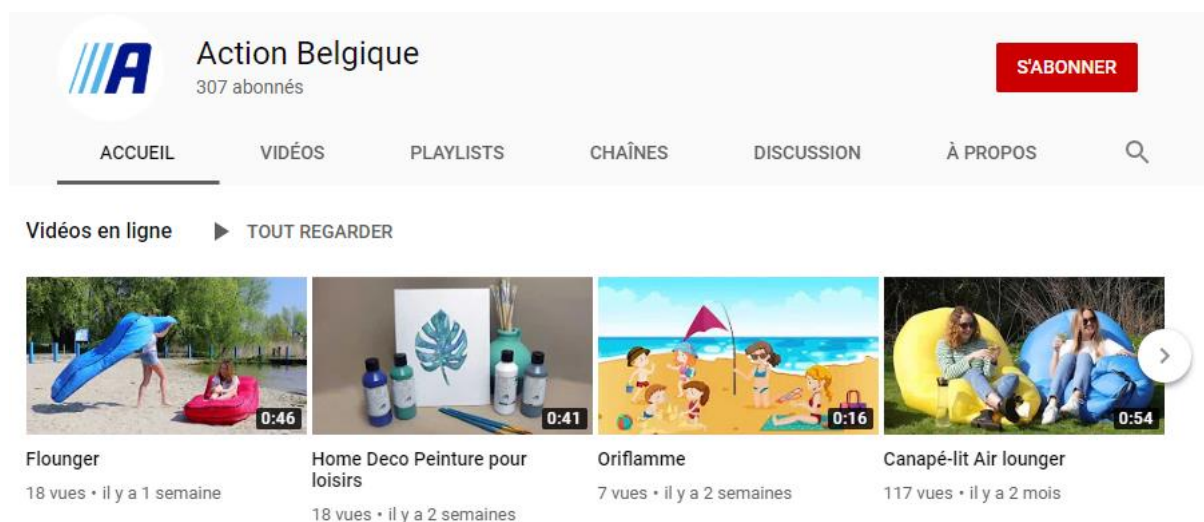 A
Action Belgique
307 abonnés
S'ABONNER
ACCUEIL VIDÉOS PLAYLISTS CHAÎNES DISCUSSION À PROPOS
Vidéos en ligne TOUT REGARDER
0:46 0:41 0:16 0:54
Flounger
18 vues • il y a 1 semaine
Home Deco Peinture pour
loisirs
18 vues • il y a 2 semaines
Oriflamme
7 vues • il y a 2 semaines
Canapé-lit Air lounger
117 vues • il y a 2 mois